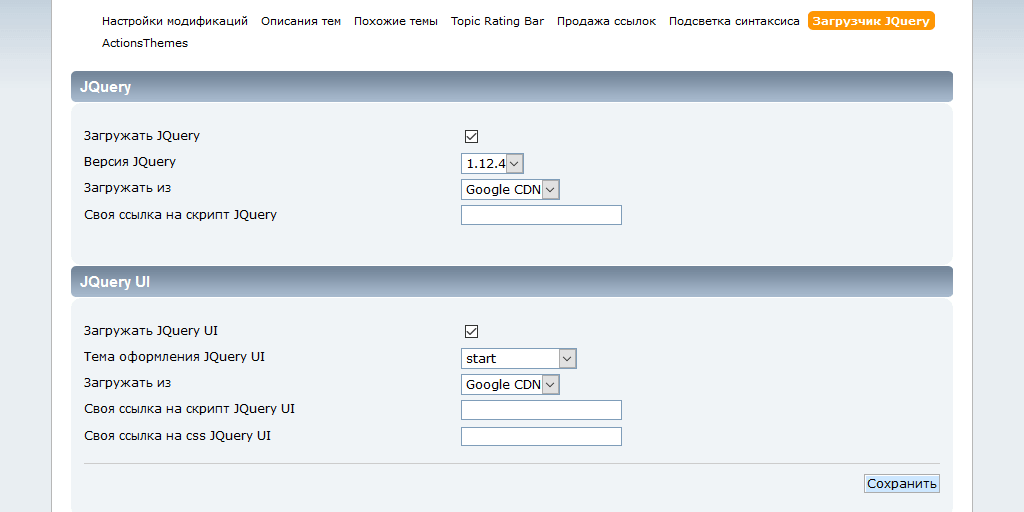 Настройки модификаций Описания тем Похожие темы Topic Rating Bar Продажа ссылок Подсветка синтаксиса Загрузчик JQuery
ActionsThemes
JQuery
Загружать JQuery
Версия JQuery 1.12.4
Загружать из Google CDN
Своя ссылка на скрипт JQuery
JQuery UI
Загружать JQuery UI
Тема оформления JQuery UI start
Загружать из Google CDN
Своя ссылка на скрипт JQuery UI
Своя ссылка на css JQuery UI
Сохранить